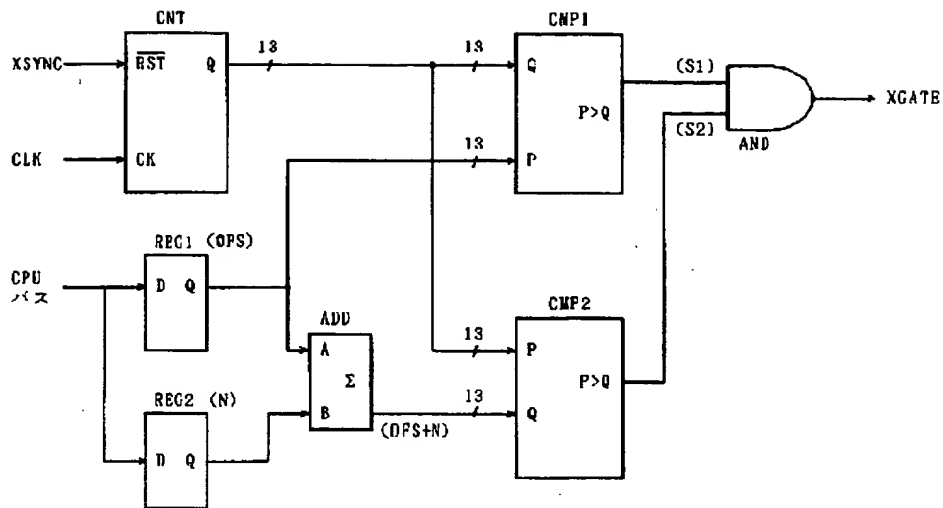 CNT
CMP1
XSYNC
RST Q
13
13
Q
(S1)
P>Q
XGATE
(S2)
AND
CLK
CK
13
P
REG1 (OFS)
CPU
バス
D Q
ADD
CMP2
A
13
P
Σ
P>Q
REG2 (N)
B
13
Q
(OFS+N)
D Q